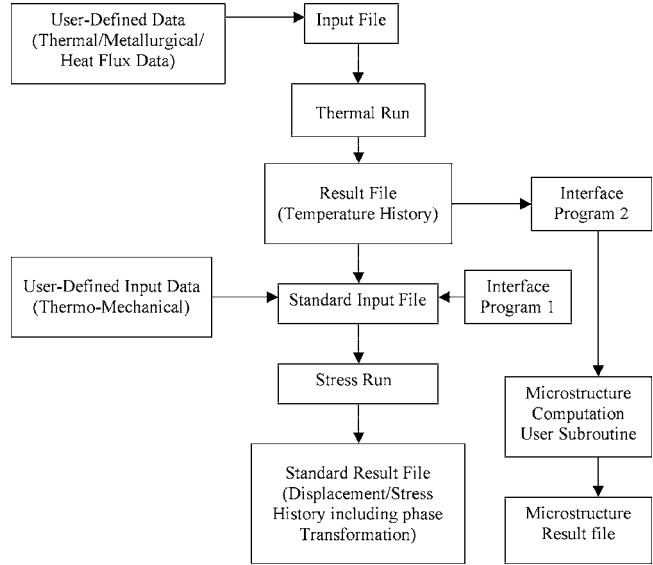 User-Defined Data
(Thermal/Metallurgical/
Heat Flux Data)
Input File
Thermal Run
Result File
(Temperature History)
Interface
Program 2
User-Defined Input Data
(Thermo-Mechanical)
Standard Input File
Interface
Program 1
Stress Run
Microstructure
Computation
User Subroutine
Standard Result File
(Displacement/Stress
History including phase
Transformation)
Microstructure
Result file